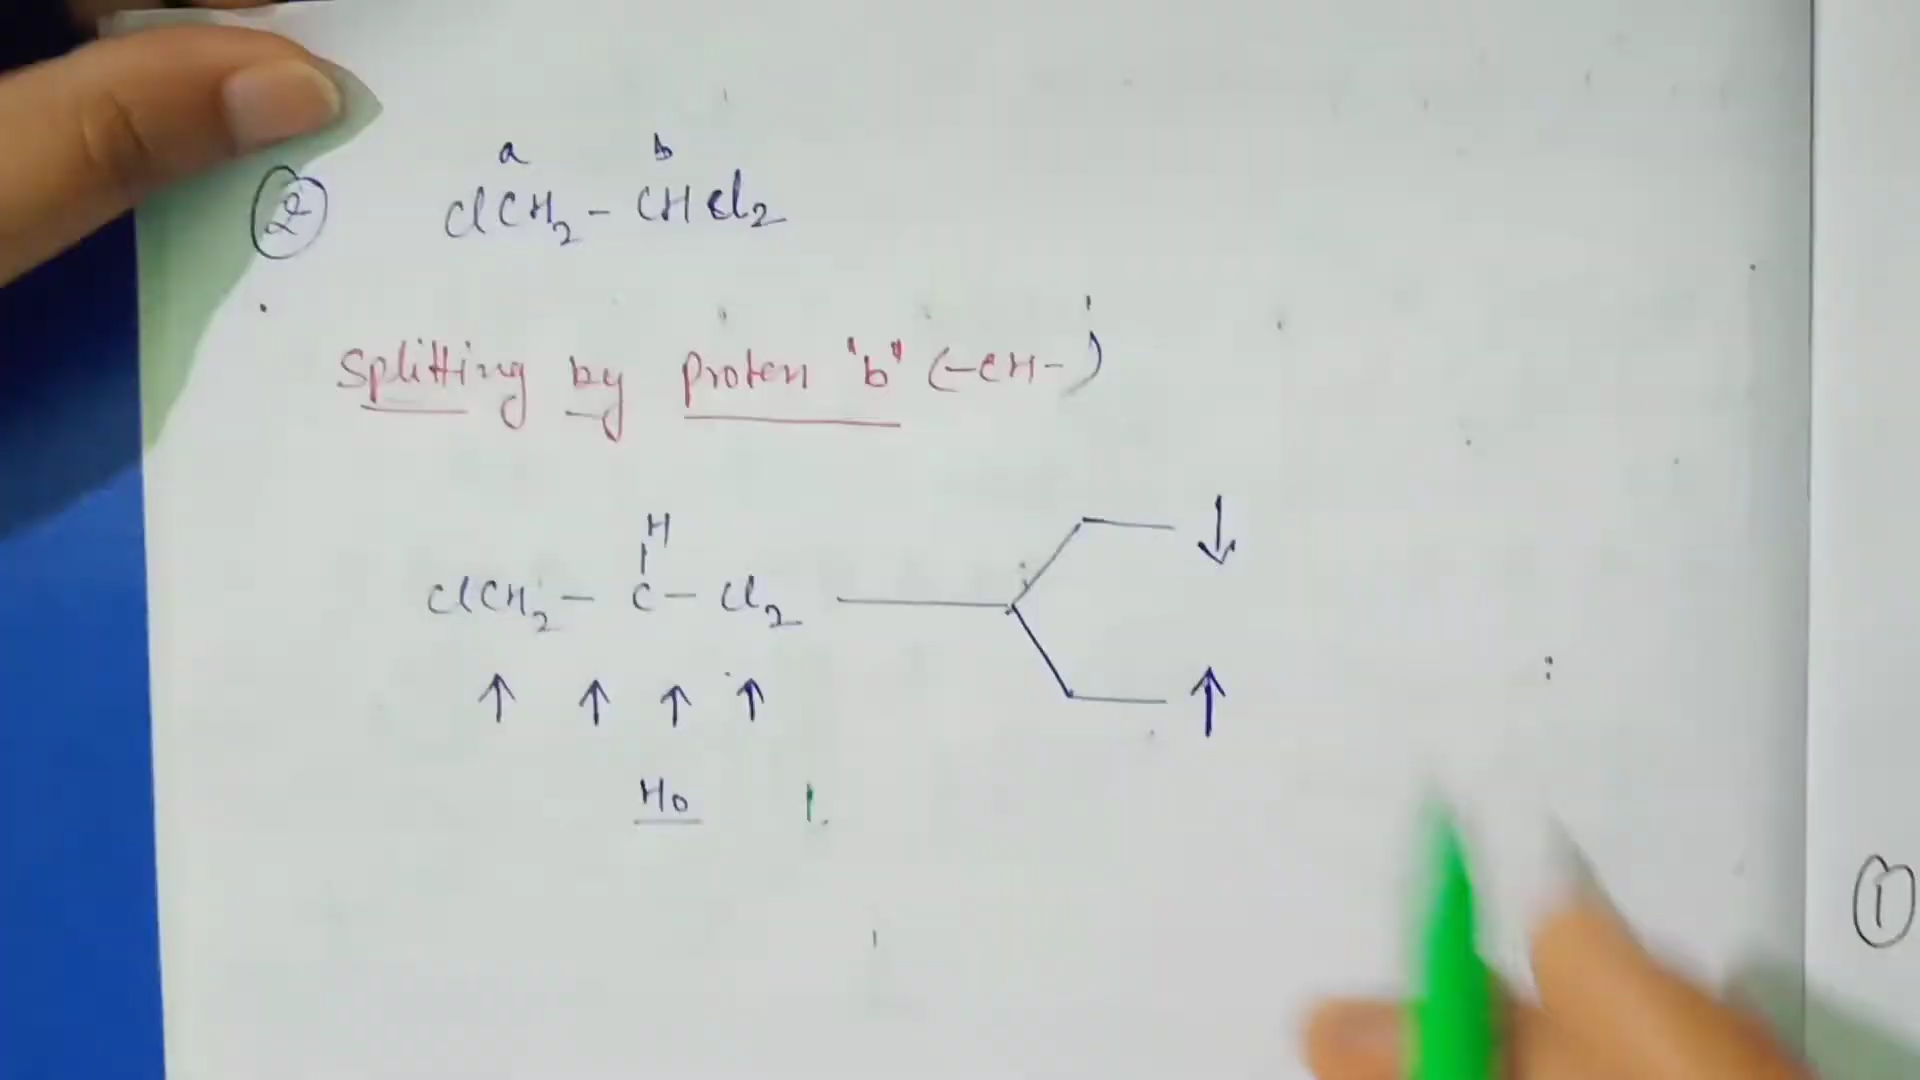 a b
② ClCH₂ - CHCl₂
Splitting by Proton "b" (-CH-)
H
ClCH₂ - C - Cl₂
↓
↑ ↑ ↑ ↑ ↑
H₀
①